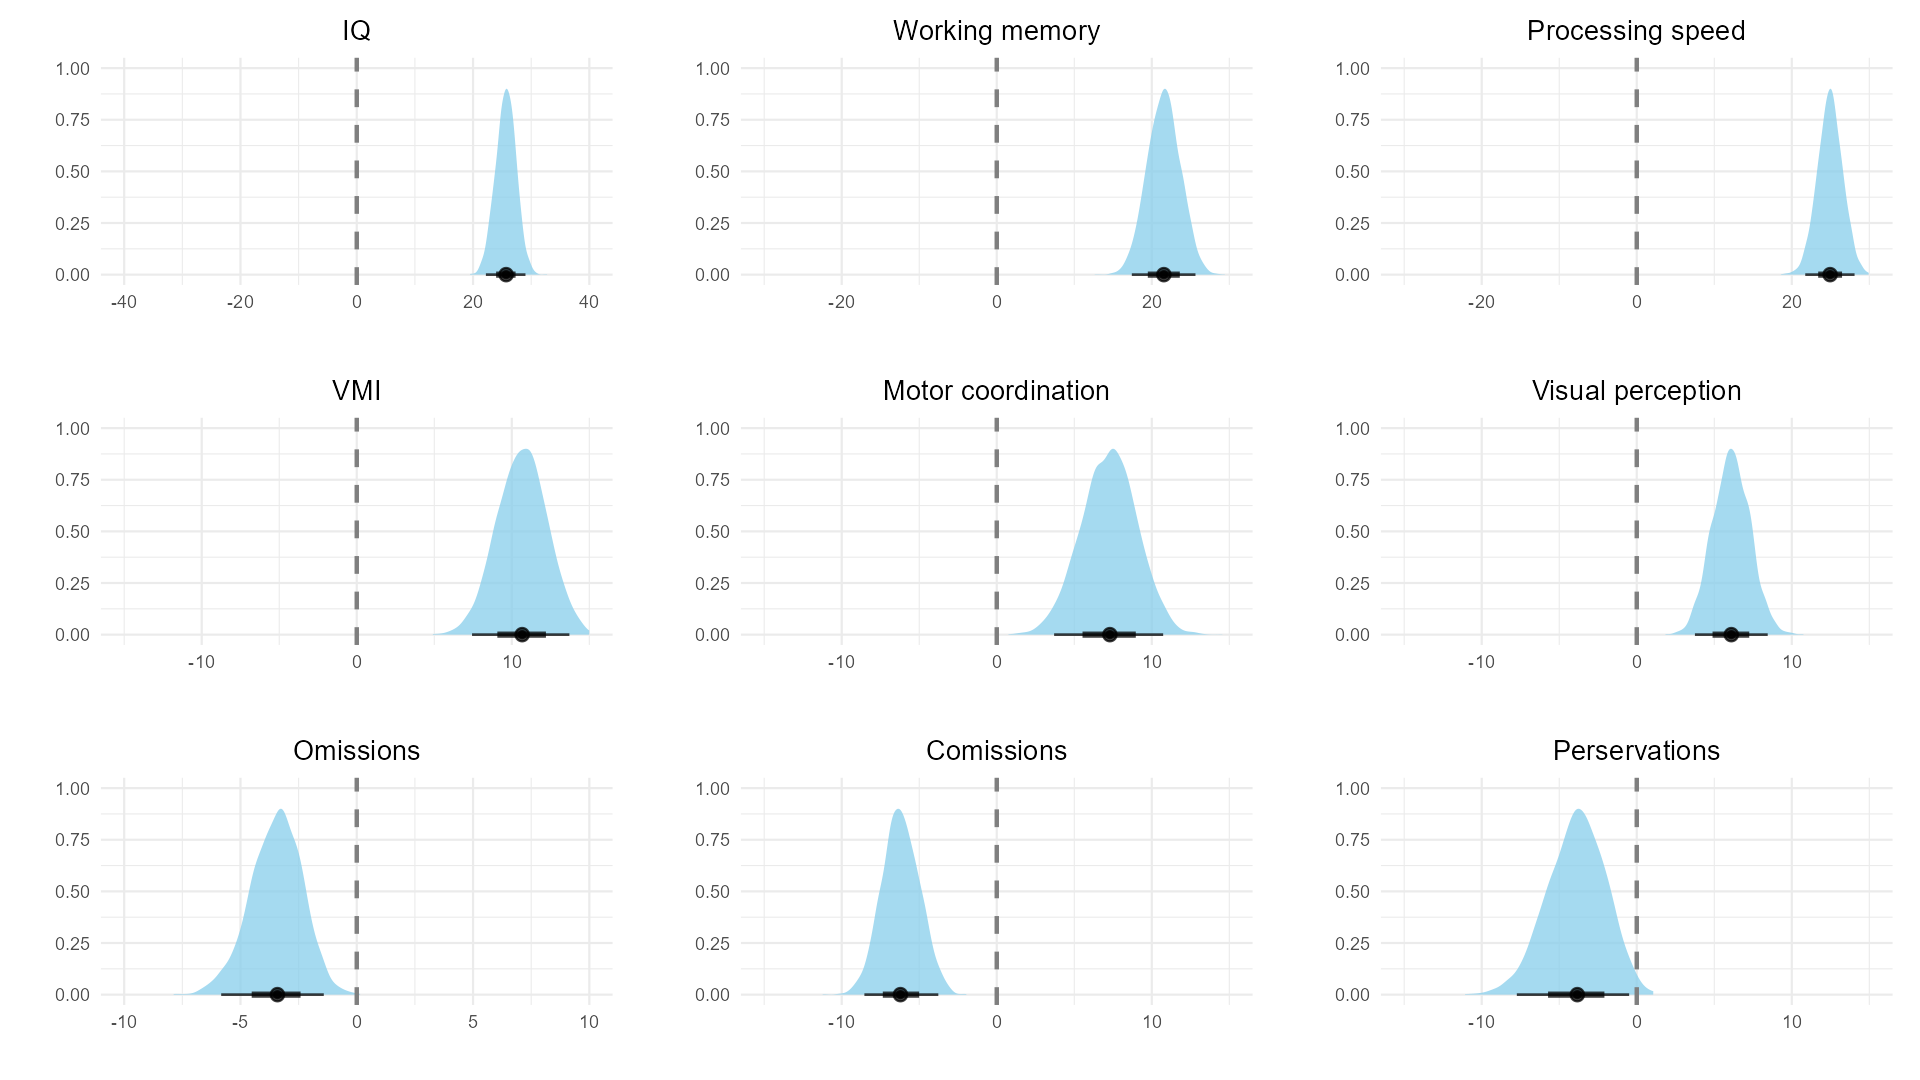 IQ Working memory Processing speed
1.00 1.00 1.00
0.75 0.75 0.75
0.50 0.50 0.50
0.25 0.25 0.25
0.00 0.00 0.00
-40 -20 0 20 40 -20 0 20 -20 0 20
VMI Motor coordination Visual perception
1.00 1.00 1.00
0.75 0.75 0.75
0.50 0.50 0.50
0.25 0.25 0.25
0.00 0.00 0.00
-10 0 10 -10 0 10 -10 0 10
Omissions Comissions Perservations
1.00 1.00 1.00
0.75 0.75 0.75
0.50 0.50 0.50
0.25 0.25 0.25
0.00 0.00 0.00
-10 -5 0 5 10 -10 0 10 -10 0 10